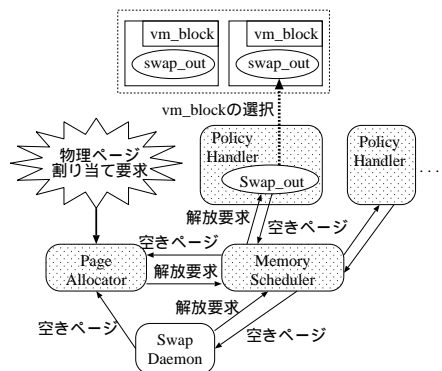 vm_block
vm_block
swap_out
swap_out
vm_blockの選択
Policy
Handler
Policy
Handler
物理ページ
割り当て要求
Swap_out
...
解放要求
空きページ
空きページ
Page
Allocator
解放要求
Memory
Scheduler
解放要求
空きページ
空きページ
Swap
Daemon